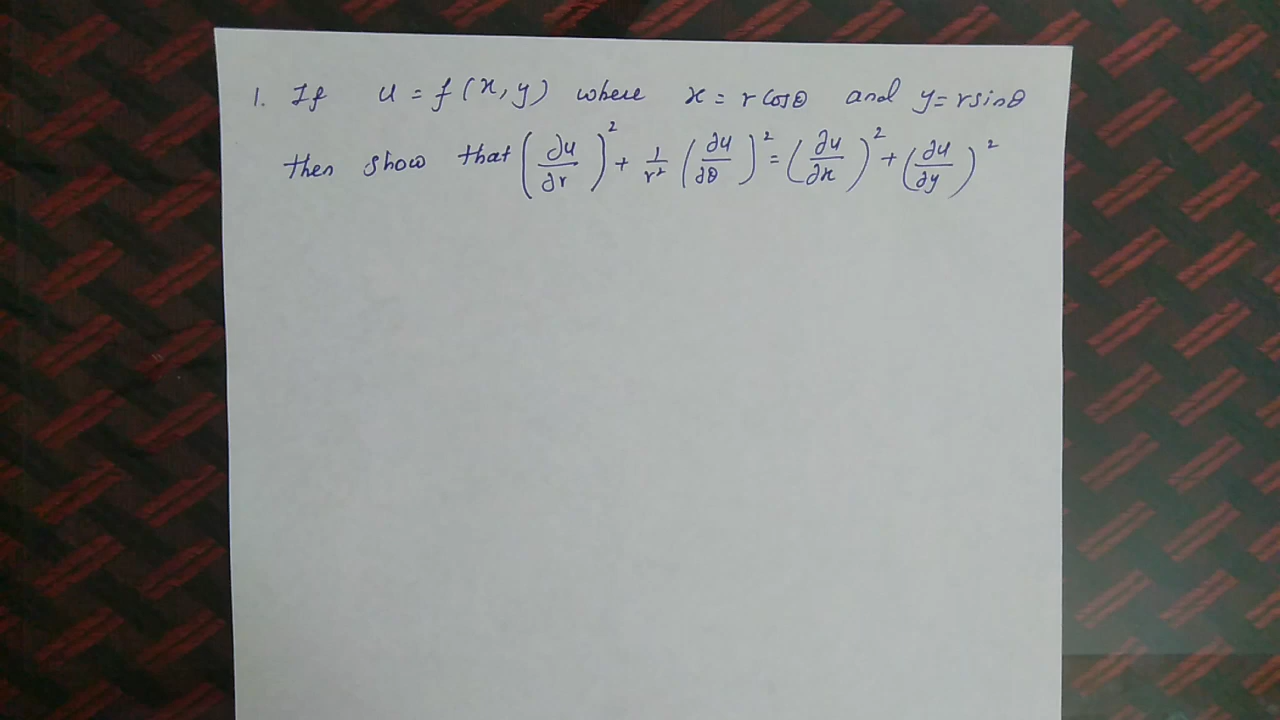 1. If u = f(x, y) where x = r cosθ and y = r sinθ
then show that (∂u/∂r)² + 1/r² (∂u/∂θ)² = (∂u/∂x)² + (∂u/∂y)²